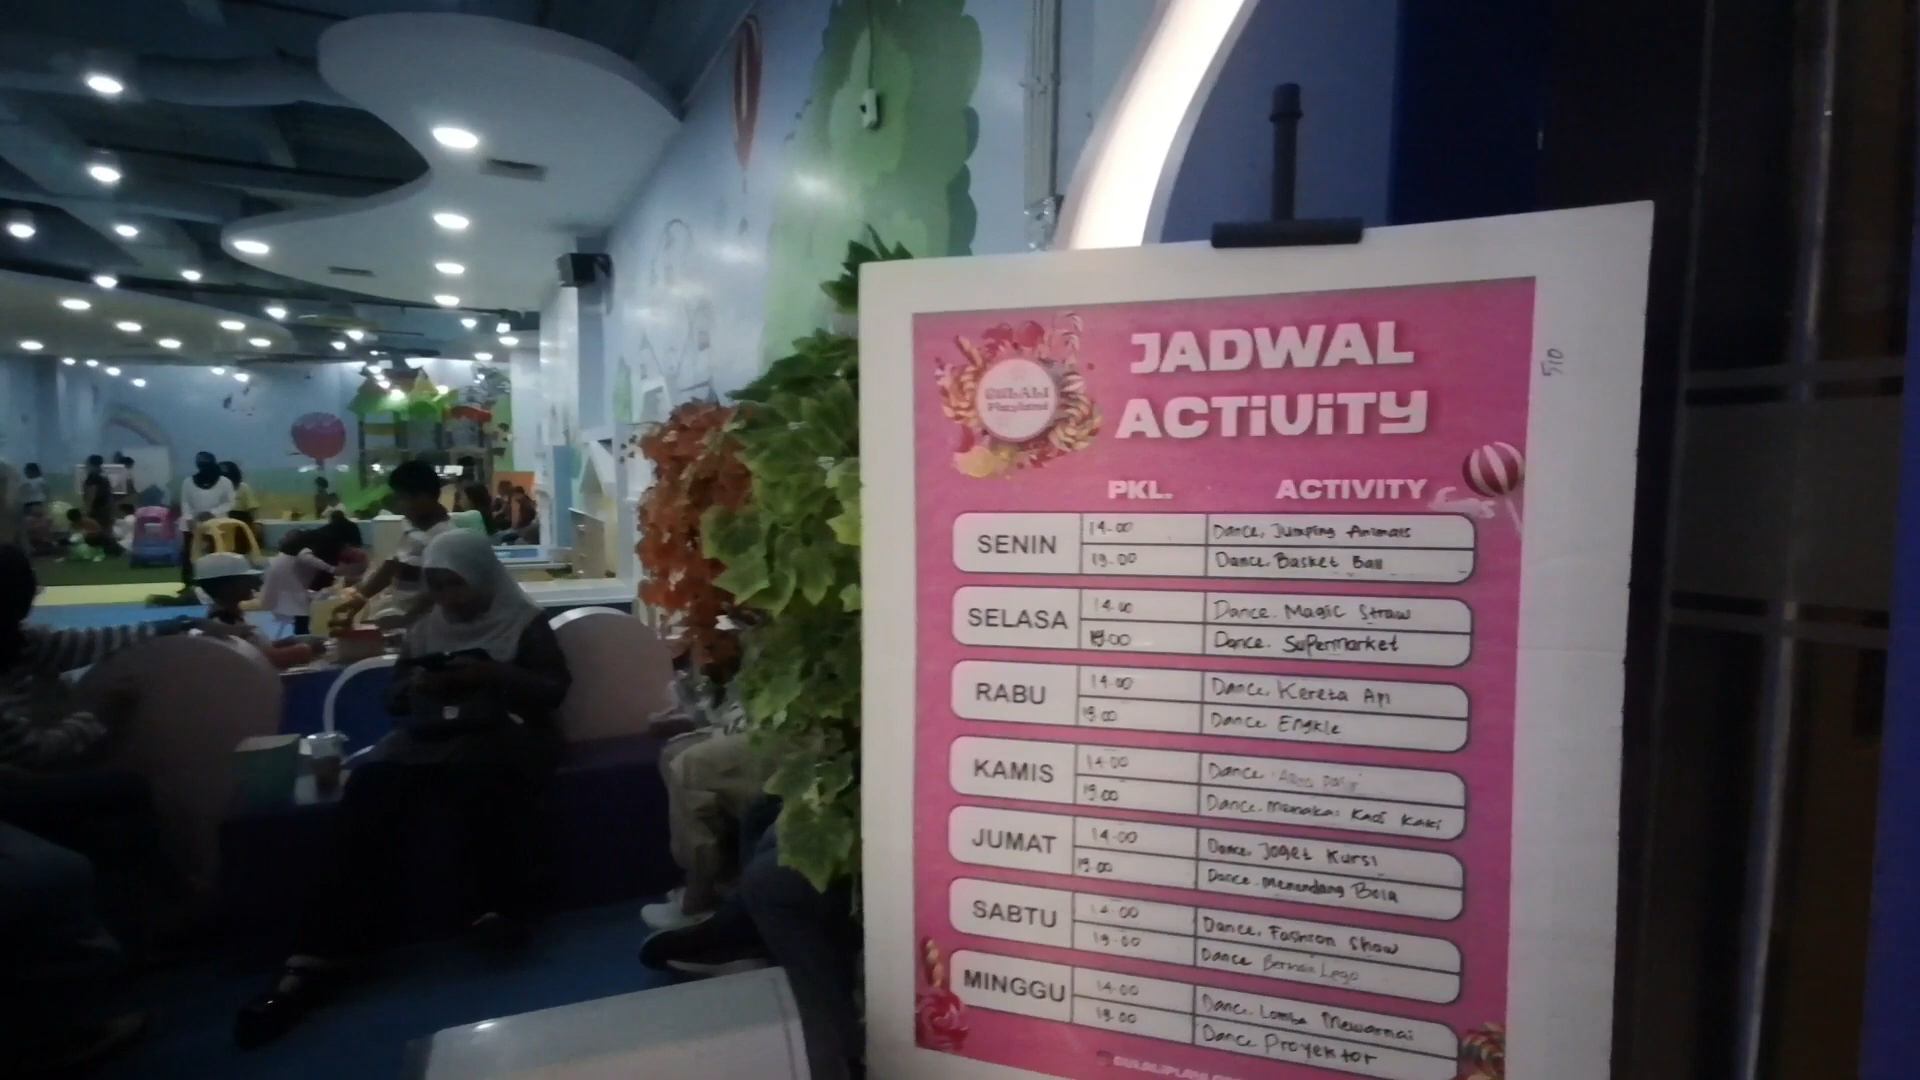 JADWAL
ACTiViTY
Playland
510
PKL. ACTIVITY
SENIN
14.00 Dance, Jumping Animals
19.00 Dance. Basket Ball
SELASA
14.00 Dance. Magic Straw
19.00 Dance. Supermarket
RABU
14.00 Dance, Kereta Api
19.00 Dance. Engkle
KAMIS
14.00 Dance
19.00 Dance. Memakai Kaos Kaki
JUMAT
14.00 Dance, Joget Kursi
19.00 Dance. Menendang Bola
SABTU
14.00 Dance, Fashion Show
19.00 Dance Bermain Lego
MINGGU
14.00 Dance. Lomba Mewarnai
19.00 Dance Proyektor